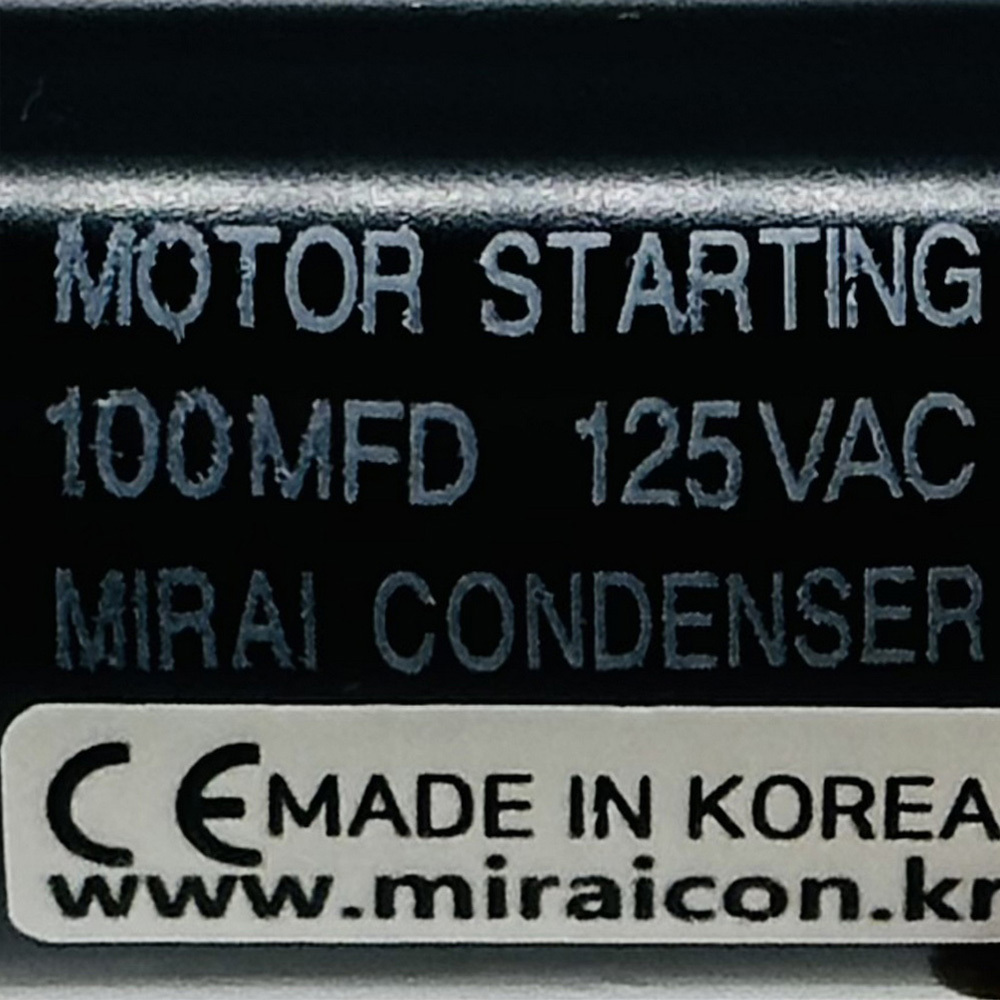 MOTOR STARTING
100MFD 125VAC
MIRAI CONDENSER
CE MADE IN KOREA
www.miraicon.kr